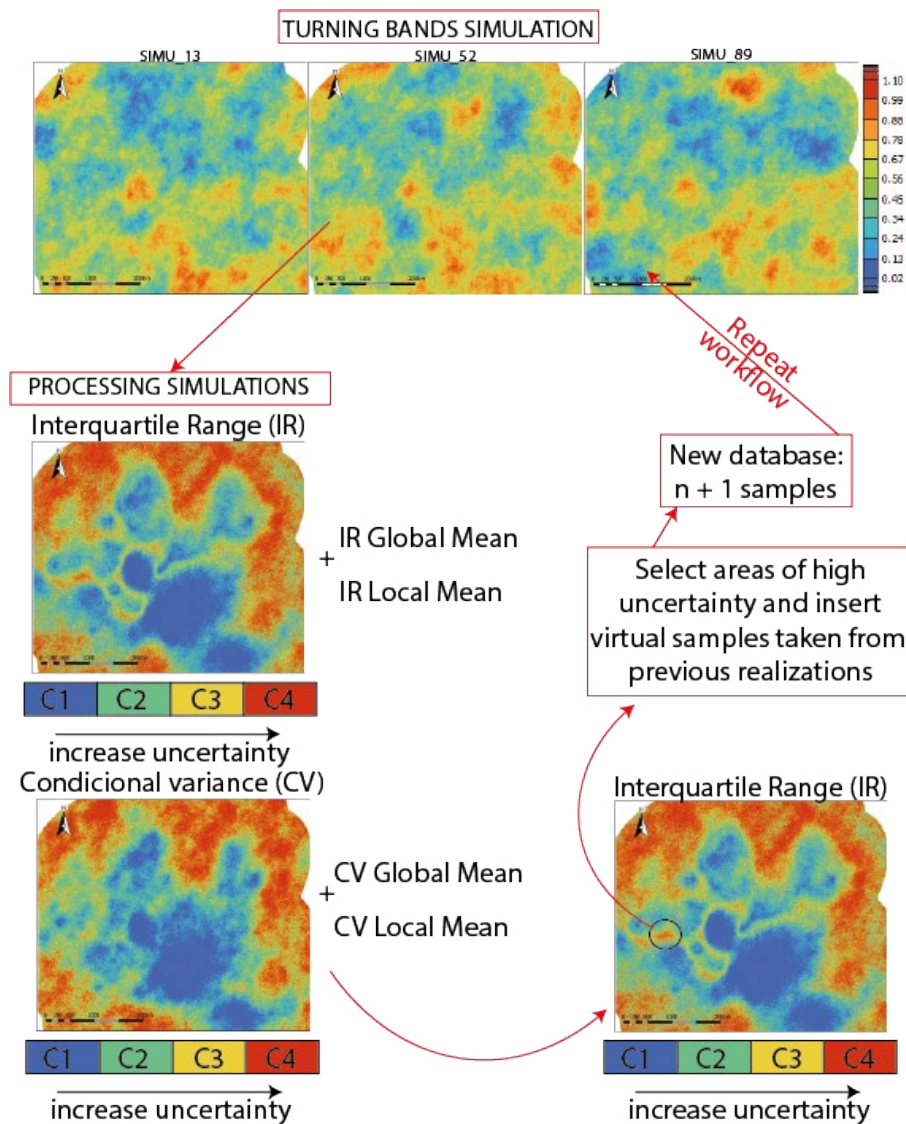 TURNING BANDS SIMULATION
SIMU_13
SIMU_52
SIMU_89
1.10
0.99
0.88
0.78
0.67
0.56
0.45
0.34
0.24
0.13
0.02
Repeat
workflow
PROCESSING SIMULATIONS
Interquartile Range (IR)
+
IR Global Mean
IR Local Mean
C1 C2 C3 C4
increase uncertainty
Condicional variance (CV)
+
CV Global Mean
CV Local Mean
C1 C2 C3 C4
increase uncertainty
New database:
n + 1 samples
Select areas of high
uncertainty and insert
virtual samples taken from
previous realizations
Interquartile Range (IR)
C1 C2 C3 C4
increase uncertainty